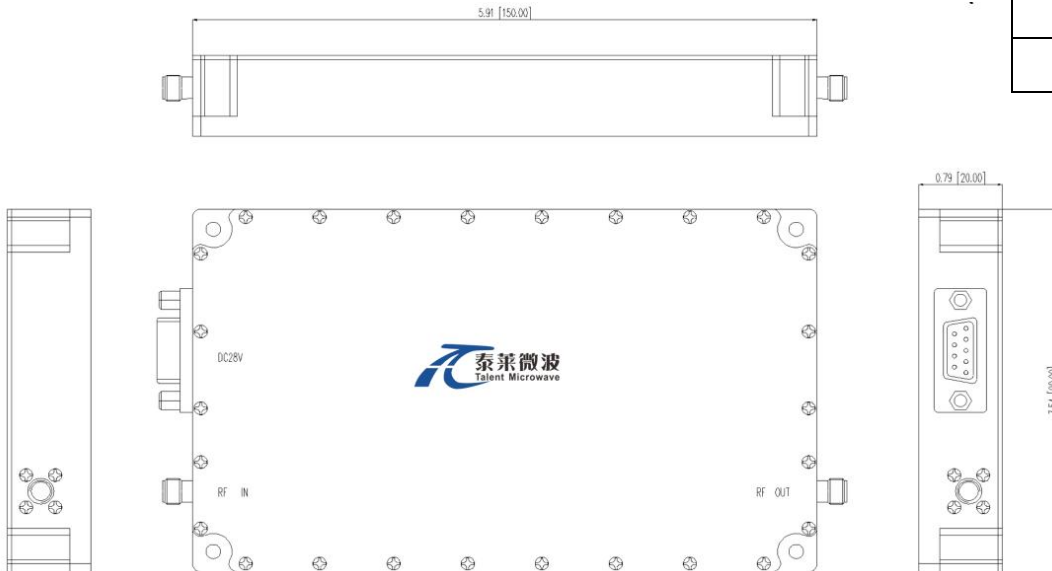 5.91 [150.00]
0.79 [20.00]
DC28V
泰莱微波
Talent Microwave
RF IN
RF OUT